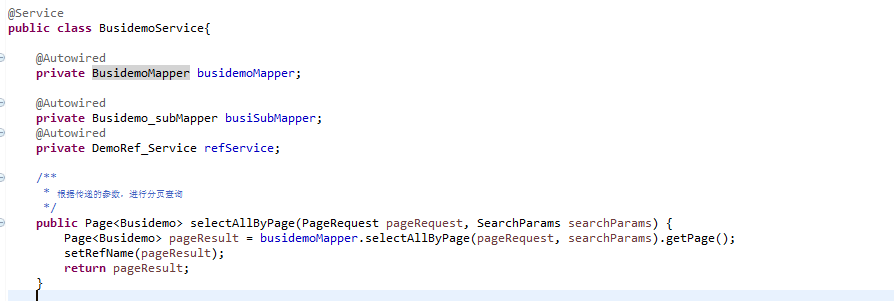 @Service
public class BusidemoService{
@Autowired
private BusidemoMapper busidemoMapper;
@Autowired
private Busidemo_subMapper busiSubMapper;
@Autowired
private DemoRef_Service refService;
/**
* 根据传递的参数，进行分页查询
*/
public Page<Busidemo> selectAllByPage(PageRequest pageRequest, SearchParams searchParams) {
Page<Busidemo> pageResult = busidemoMapper.selectAllByPage(pageRequest, searchParams).getPage();
setRefName(pageResult);
return pageResult;
}